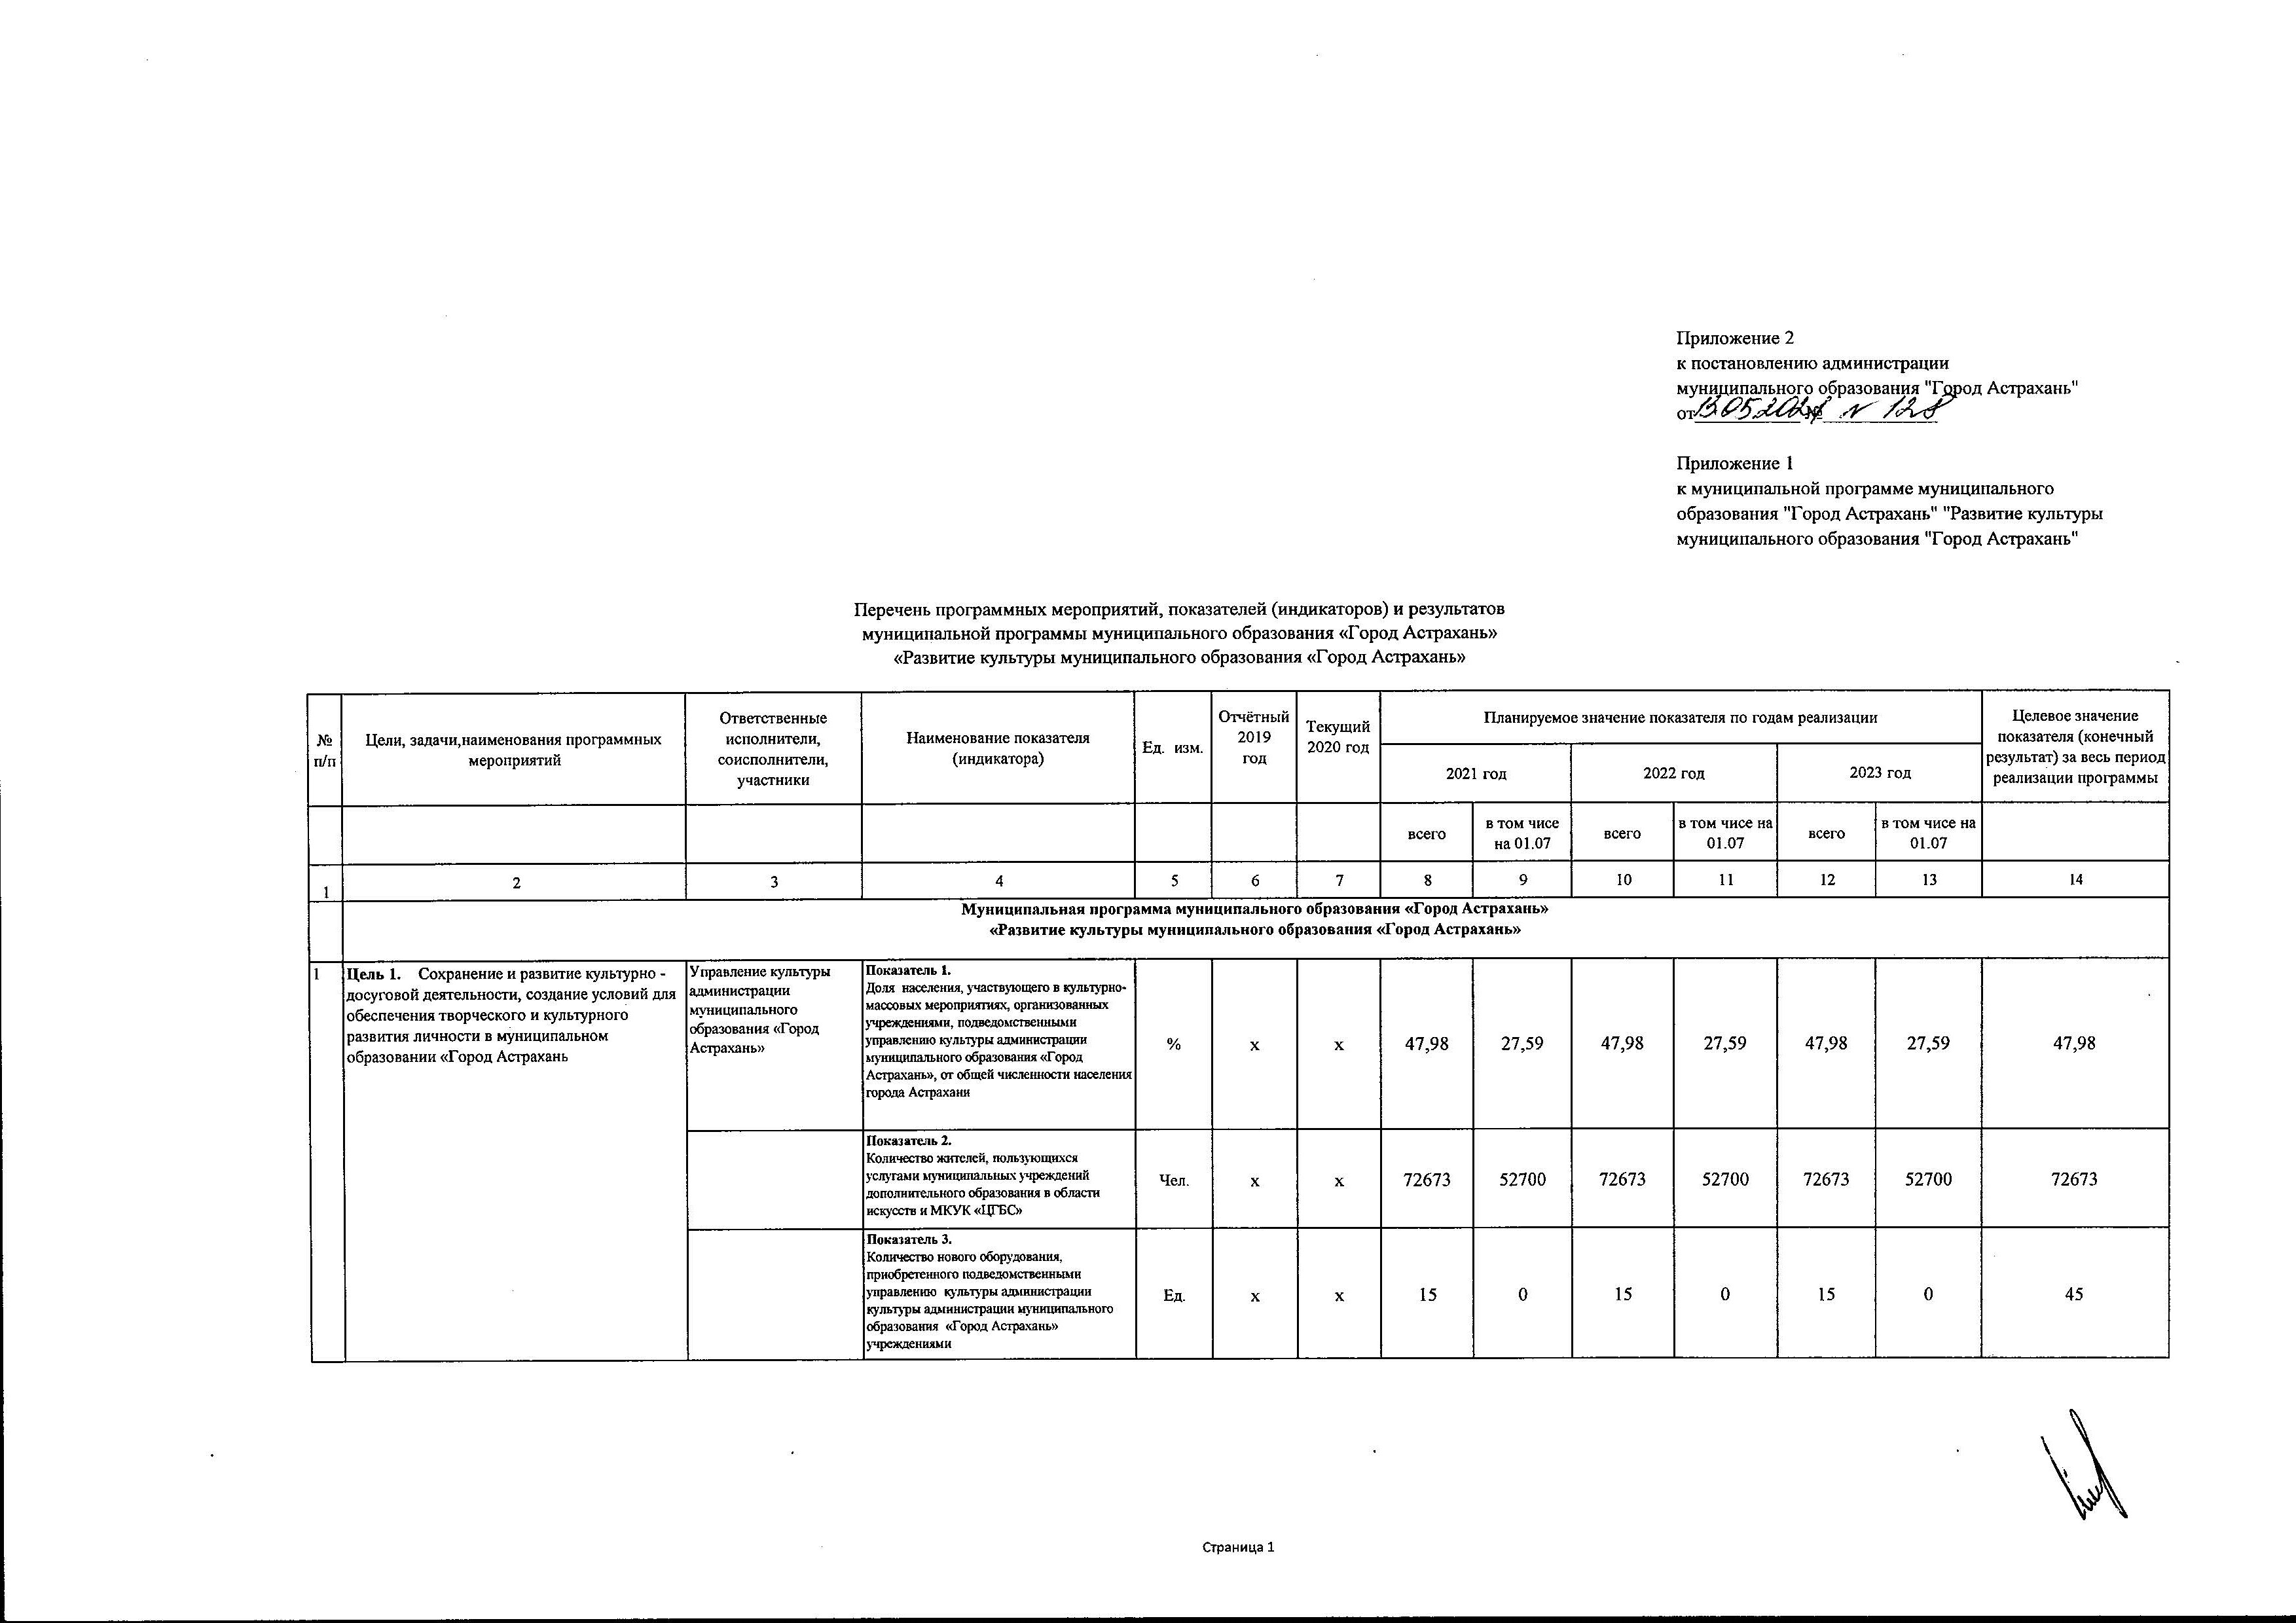 Приложение 2
к постановлению администрации
муниципального образования "Город Астрахань"
от 13.05.2021 № N 128
Приложение 1
к муниципальной программе муниципального
образования "Город Астрахань" "Развитие культуры
муниципального образования "Город Астрахань"
Перечень программных мероприятий, показателей (индикаторов) и результатов
муниципальной программы муниципального образования «Город Астрахань»
«Развитие культуры муниципального образования «Город Астрахань»
№
п/п
Цели, задачи,наименования программных
мероприятий
Ответственные
исполнители,
соисполнители,
участники
Наименование показателя
(индикатора)
Ед. изм.
Отчётный
2019
год
Текущий
2020 год
Планируемое значение показателя по годам реализации
2021 год
2022 год
2023 год
Целевое значение
показателя (конечный
результат) за весь период
реализации программы
всего
в том чисе
на 01.07
всего
в том чисе на
01.07
всего
в том чисе на
01.07
1 2 3 4 5 6 7 8 9 10 11 12 13 14
Муниципальная программа муниципального образования «Город Астрахань»
«Развитие культуры муниципального образования «Город Астрахань»
1
Цель 1. Сохранение и развитие культурно -
досуговой деятельности, создание условий для
обеспечения творческого и культурного
развития личности в муниципальном
образовании «Город Астрахань
Управление культуры
администрации
муниципального
образования «Город
Астрахань»
Показатель 1.
Доля населения, участвующего в культурно-
массовых мероприятиях, организованных
учреждениями, подведомственными
управлению культуры администрации
муниципального образования «Город
Астрахань», от общей численности населения
города Астрахани
% х х 47,98 27,59 47,98 27,59 47,98 27,59 47,98
Показатель 2.
Количество жителей, пользующихся
услугами муниципальных учреждений
дополнительного образования в области
искусств и МКУК «ЦГБС»
Чел. х х 72673 52700 72673 52700 72673 52700 72673
Показатель 3.
Количество нового оборудования,
приобретенного подведомственными
управлению культуры администрации
культуры администрации муниципального
образования «Город Астрахань»
учреждениями
Ед. х х 15 0 15 0 15 0 45
Страница 1